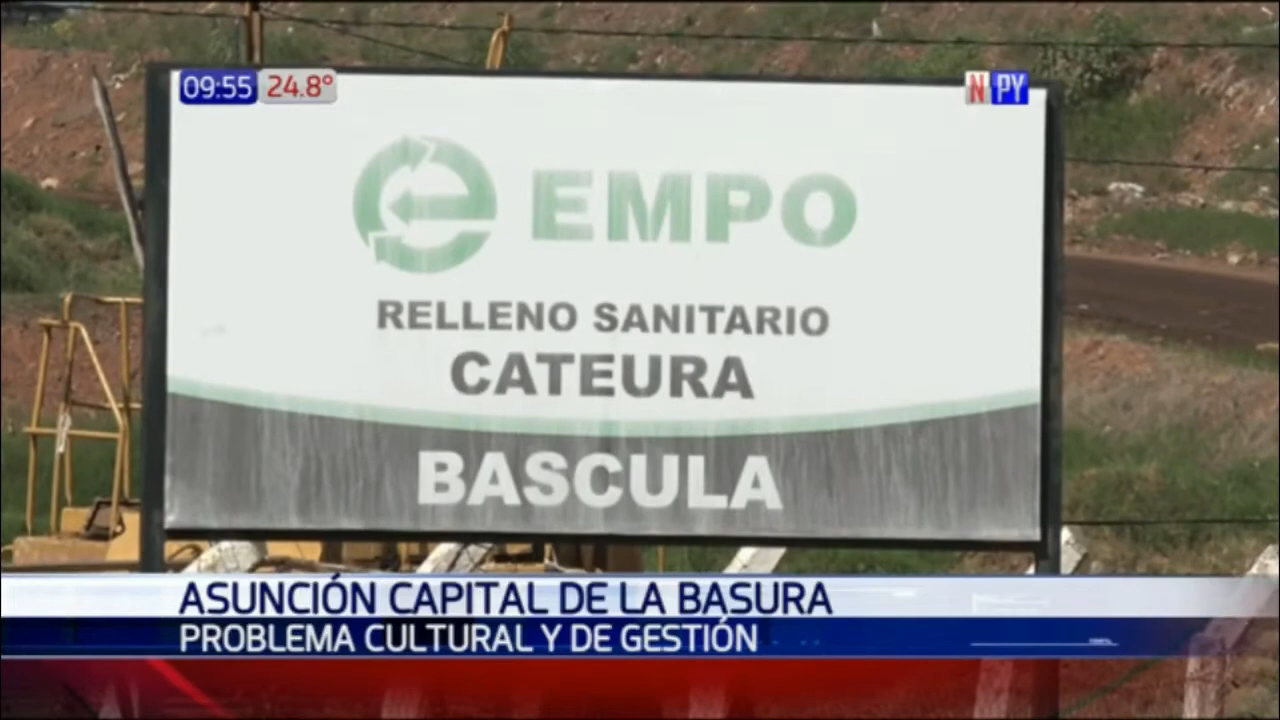 09:55 24.8° NPY
EMPO
RELLENO SANITARIO
CATEURA
BASCULA
ASUNCIÓN CAPITAL DE LA BASURA
PROBLEMA CULTURAL Y DE GESTIÓN